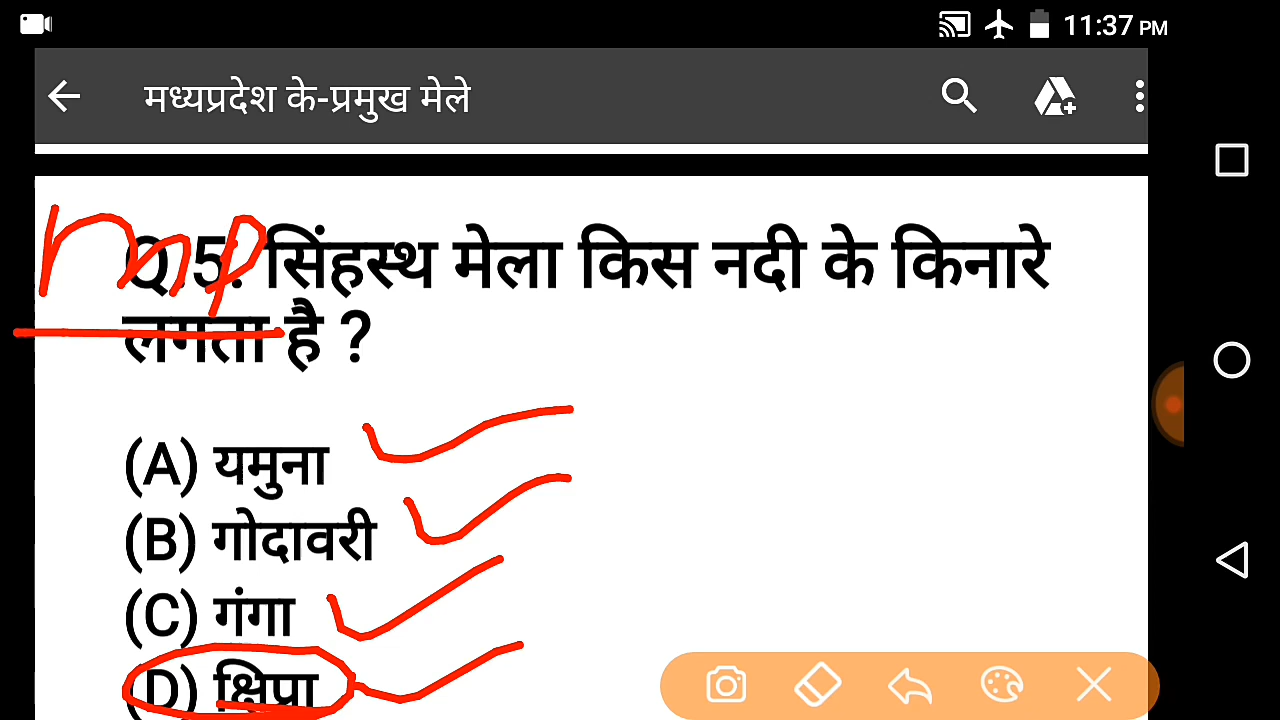 11:37 PM
मध्यप्रदेश के-प्रमुख मेले
mp
Q.5. सिंहस्थ मेला किस नदी के किनारे
लगता है ?
(A) यमुना
(B) गोदावरी
(C) गंगा
(D) क्षिप्रा